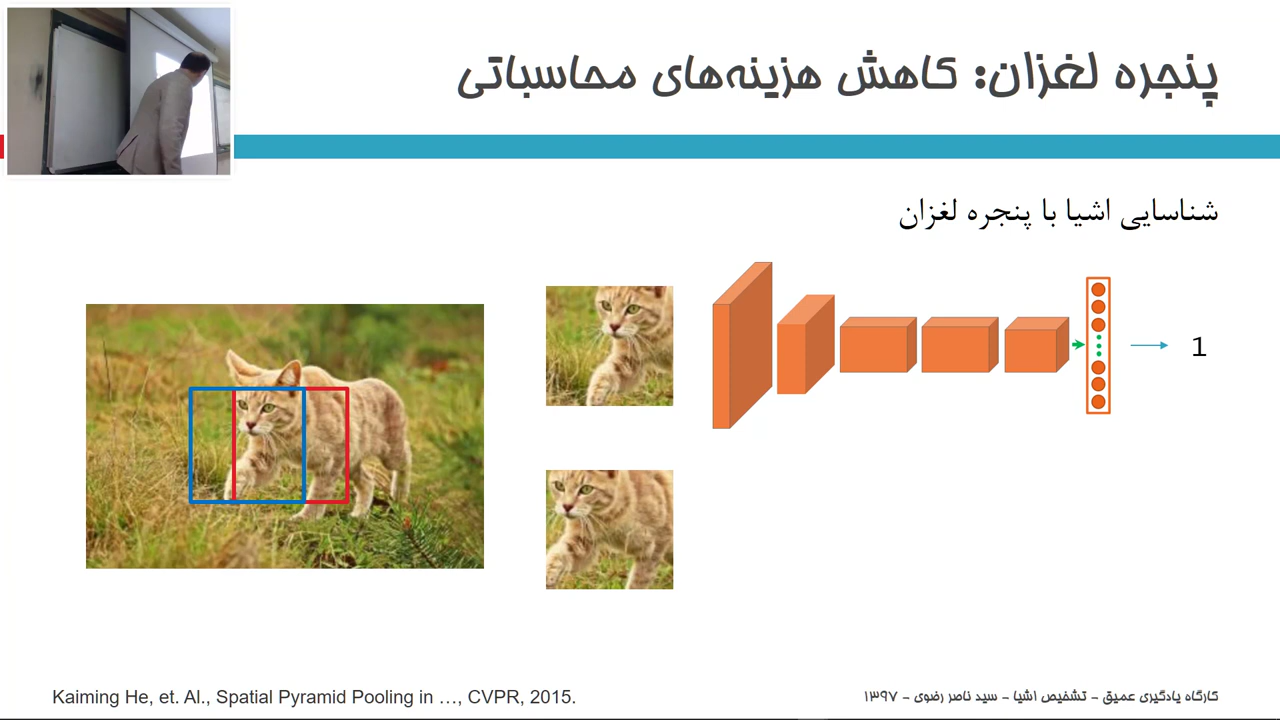 پنجره لغزان: کاهش هزینه‌های محاسباتی
شناسایی اشیا با پنجره لغزان
1
Kaiming He, et. Al., Spatial Pyramid Pooling in …, CVPR, 2015.
کارگاه یادگیری عمیق - تشخیص اشیا - سید ناصر رضوی - ۱۳۹۷